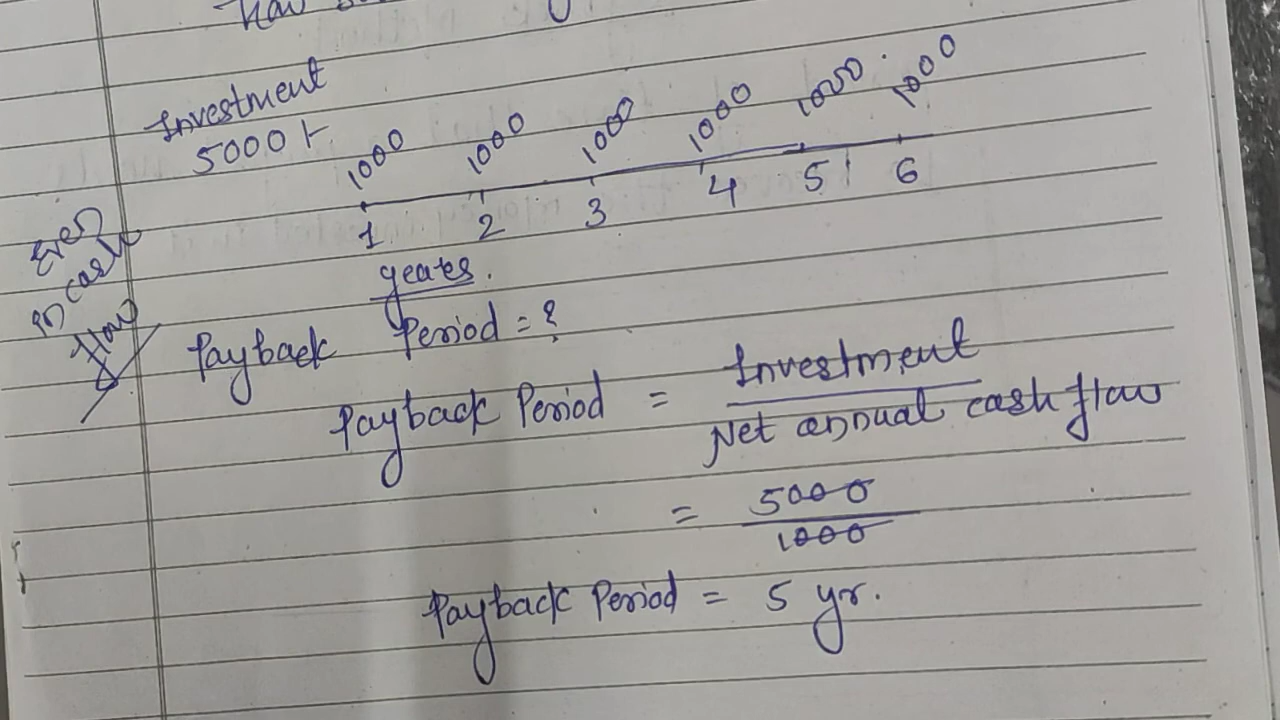 Investment
5000/-
1000 1000 1000 1000 1000 1000
1 2 3 4 5 6
years.
Even
in cash
flow
Payback Period = ?
Payback Period = Investment
Net annual cash flow
= 5000
1000
Payback Period = 5 yr.